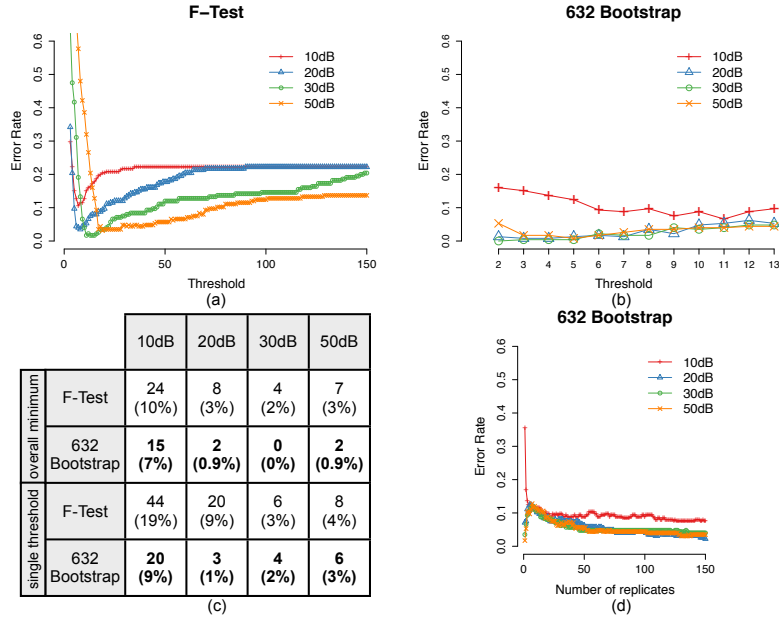 F−Test
0.6
0.5
0.4
0.3
0.2
0.1
0.0
Error Rate
10dB
20dB
30dB
50dB
0
50
100
150
Threshold
(a)
632 Bootstrap
0.6
0.5
0.4
0.3
0.2
0.1
0.0
Error Rate
10dB
20dB
30dB
50dB
2 3 4 5 6 7 8 9 10 11 12 13
Threshold
(b)
10dB 20dB 30dB 50dB
overall minimum
F-Test
24 (10%)
8 (3%)
4 (2%)
7 (3%)
632 Bootstrap
15 (7%)
2 (0.9%)
0 (0%)
2 (0.9%)
single threshold
F-Test
44 (19%)
20 (9%)
6 (3%)
8 (4%)
632 Bootstrap
20 (9%)
3 (1%)
4 (2%)
6 (3%)
(c)
632 Bootstrap
0.6
0.5
0.4
0.3
0.2
0.1
0.0
Error Rate
10dB
20dB
30dB
50dB
0
50
100
150
Number of replicates
(d)